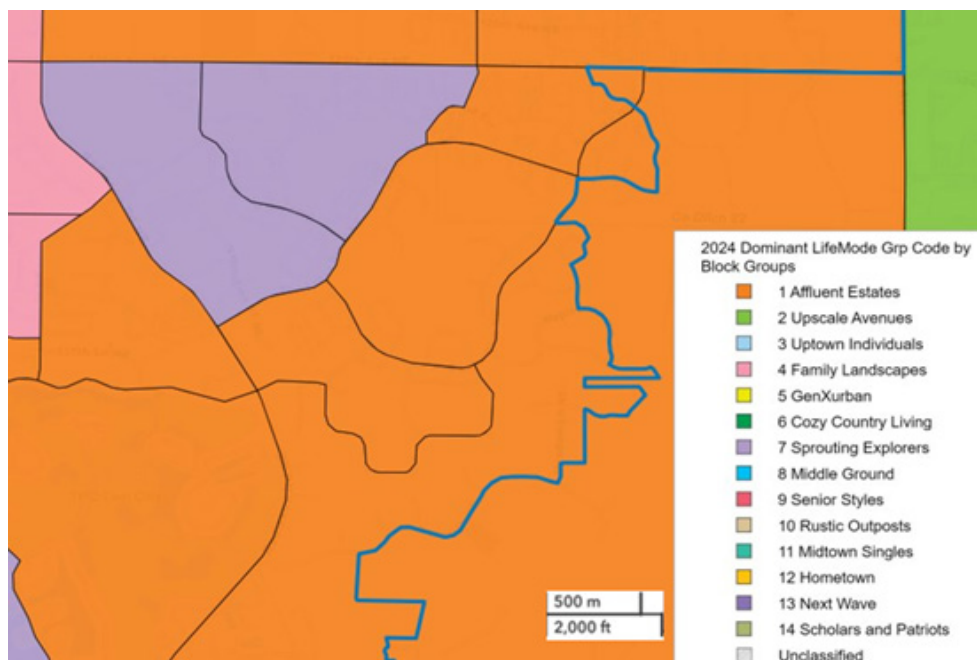 2024 Dominant LifeMode Grp Code by
Block Groups
1 Affluent Estates
2 Upscale Avenues
3 Uptown Individuals
4 Family Landscapes
5 GenXurban
6 Cozy Country Living
7 Sprouting Explorers
8 Middle Ground
9 Senior Styles
10 Rustic Outposts
11 Midtown Singles
12 Hometown
13 Next Wave
14 Scholars and Patriots
Unclassified
500 m
2,000 ft